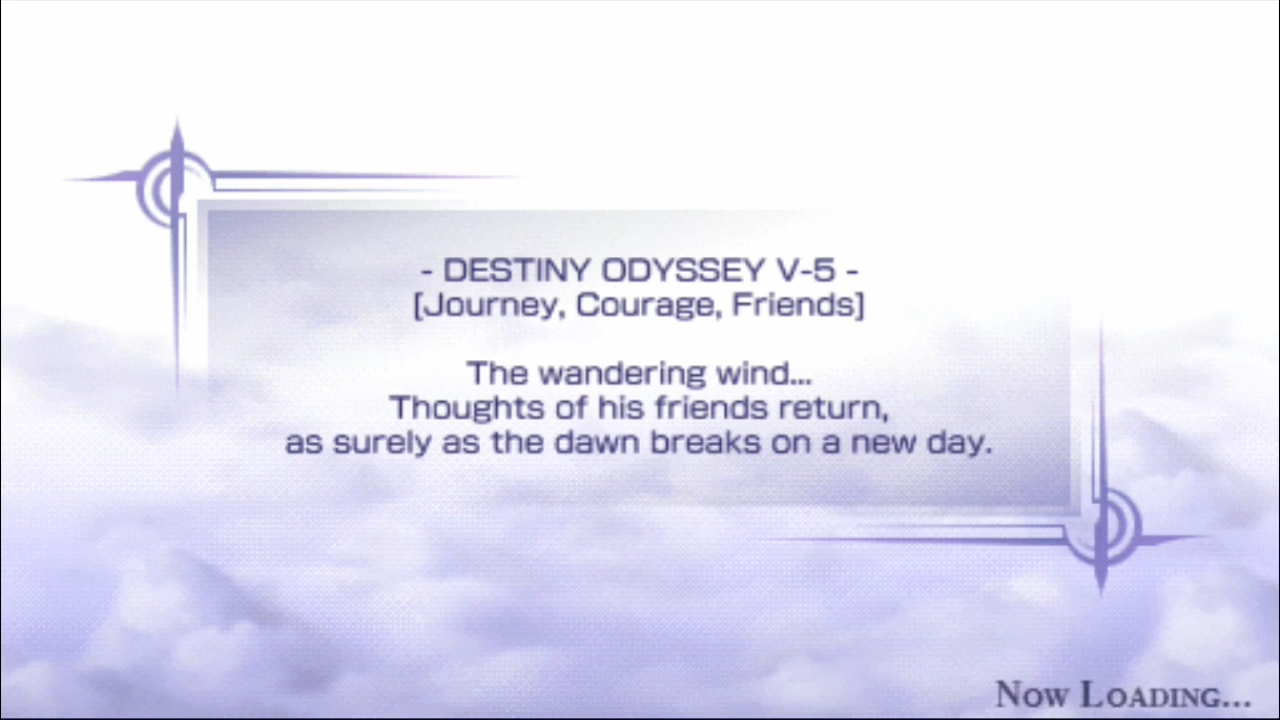 - DESTINY ODYSSEY V-5 -
[Journey, Courage, Friends]
The wandering wind...
Thoughts of his friends return,
as surely as the dawn breaks on a new day.
NOW LOADING...